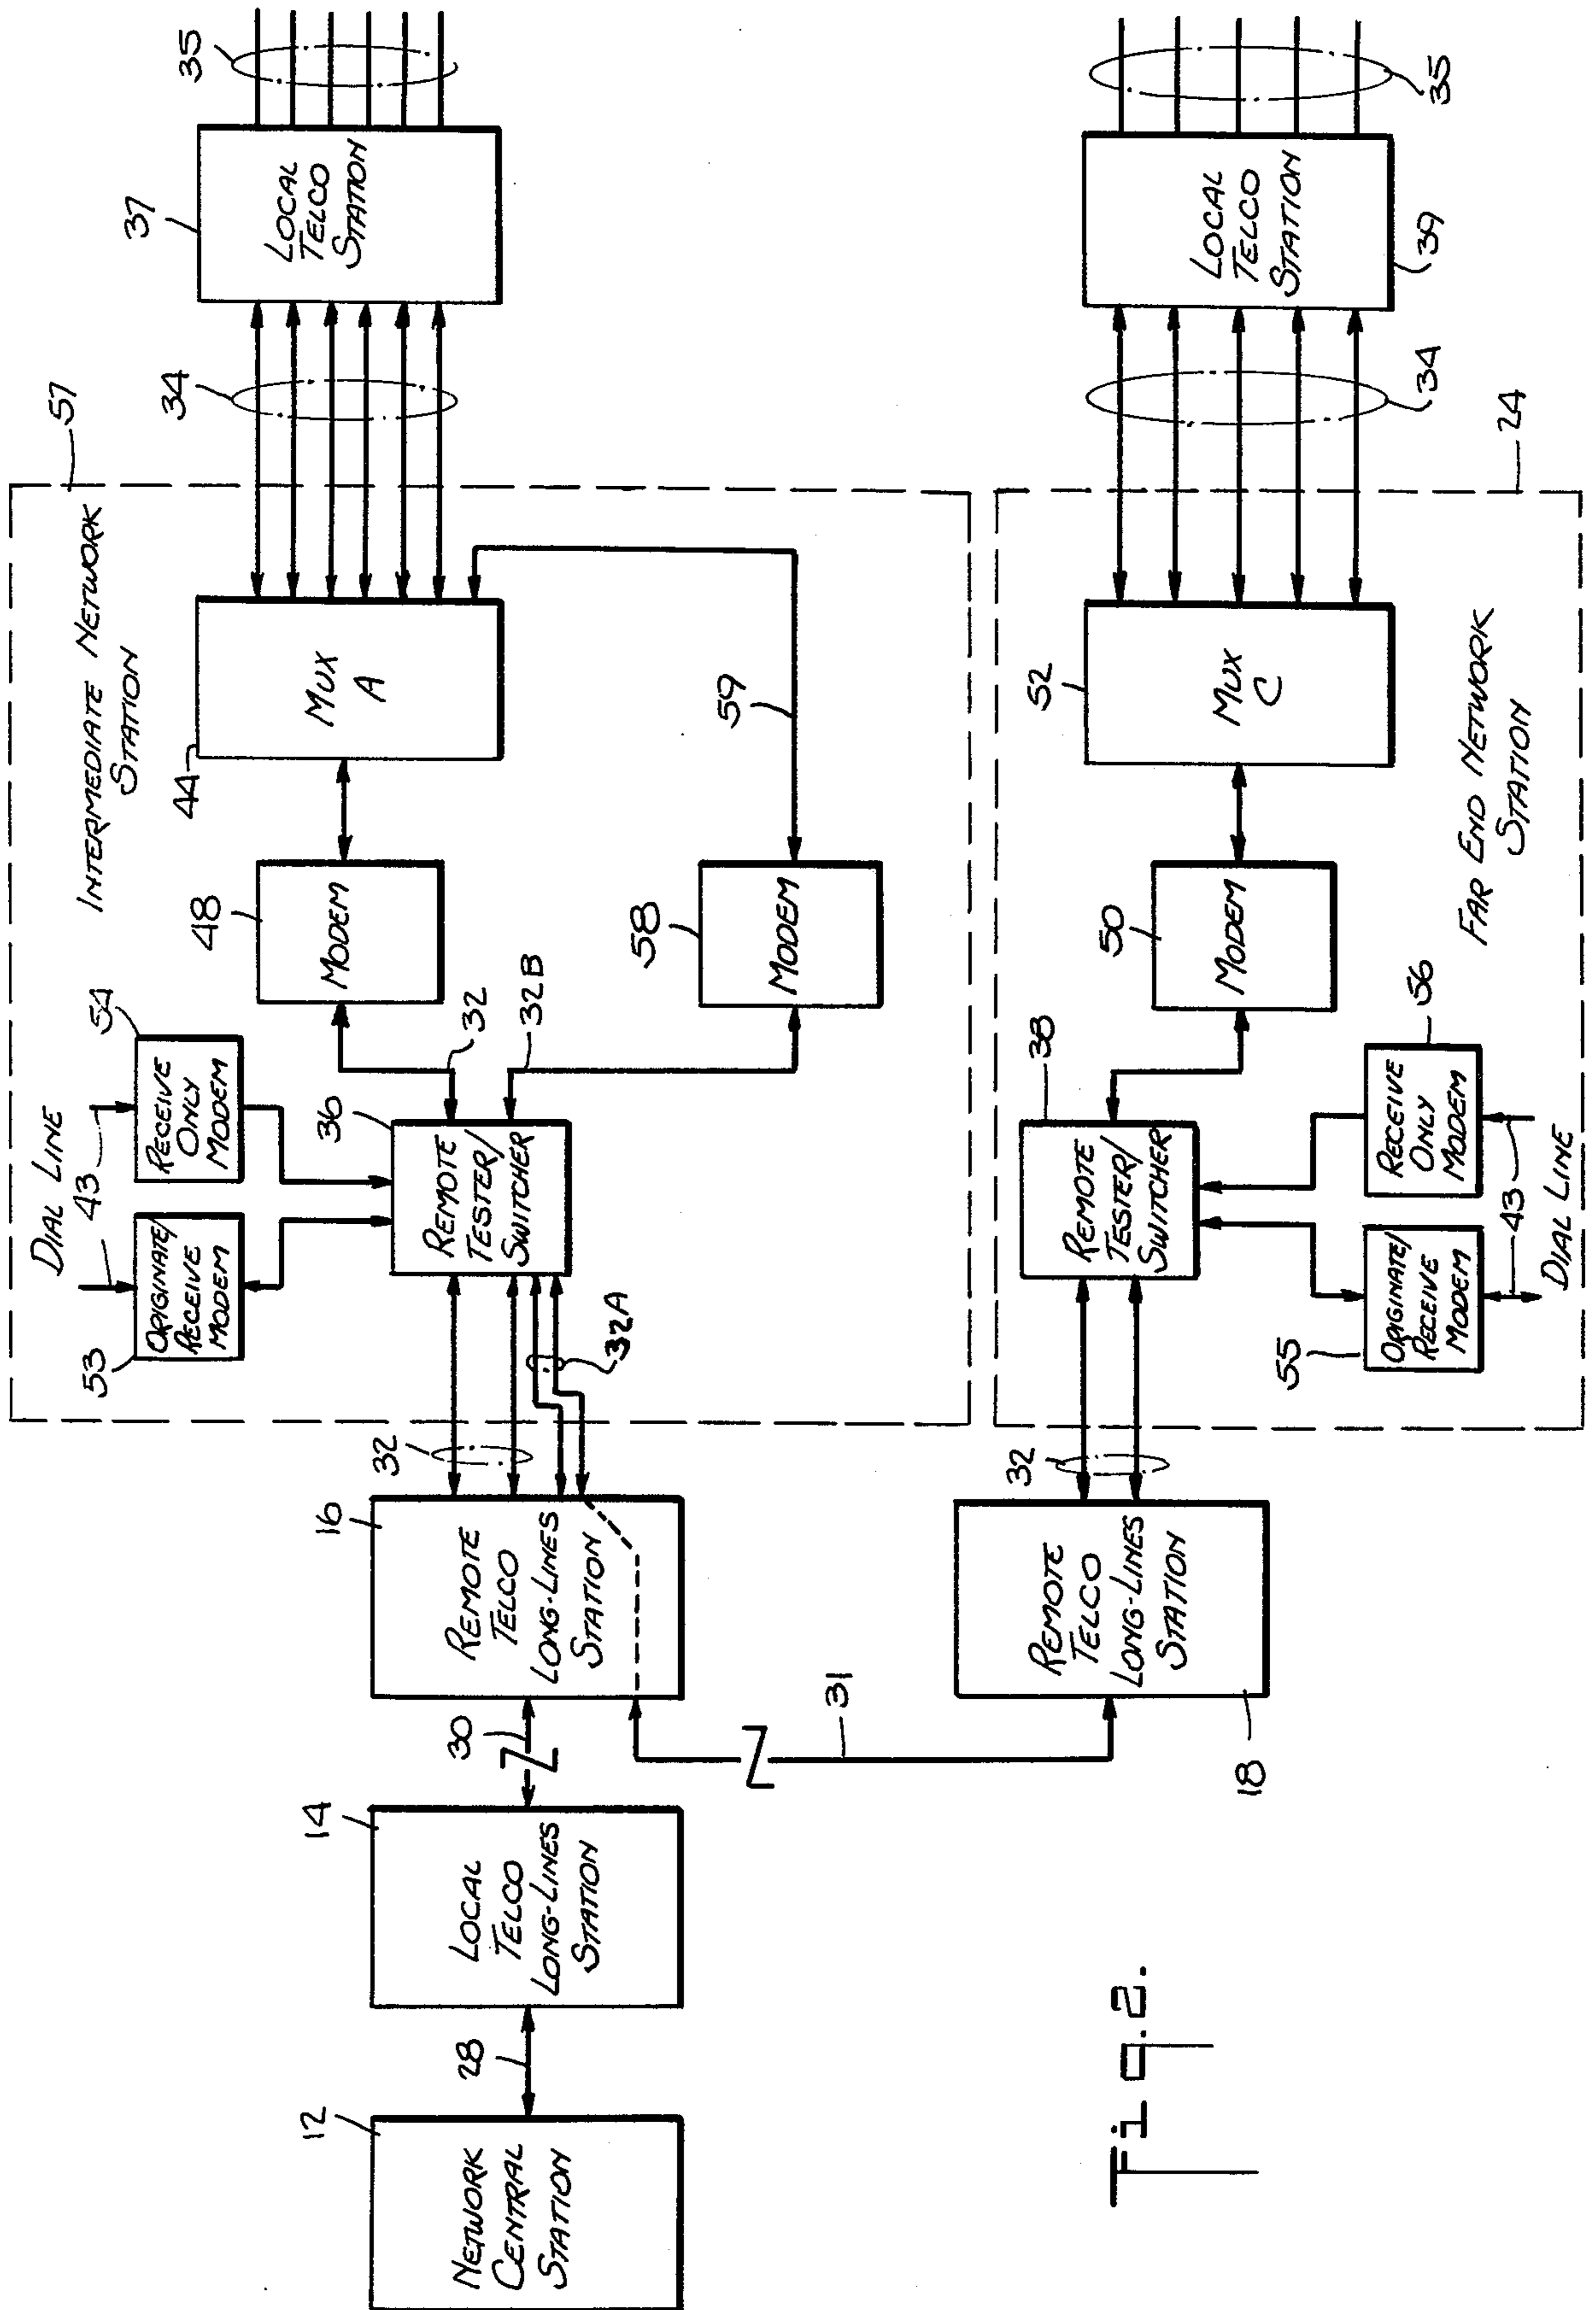 35
37
LOCAL
TELCO
STATION
34
57
INTERMEDIATE NETWORK
STATION
44
MUX
A
59
48
MODEM
58
MODEM
32
32B
DIAL LINE
43
54
RECEIVE
ONLY
MODEM
53
ORIGINATE/
RECEIVE
MODEM
36
REMOTE
TESTER/
SWITCHER
32A
32
16
REMOTE
TELCO
LONG-LINES
STATION
30
31
14
LOCAL
TELCO
LONG-LINES
STATION
28
12
NETWORK
CENTRAL
STATION
35
LOCAL
TELCO
STATION
39
34
24
52
MUX
C
FAR END NETWORK
STATION
50
MODEM
38
REMOTE
TESTER/
SWITCHER
56
RECEIVE
ONLY
MODEM
55
ORIGINATE/
RECEIVE
MODEM
43
DIAL LINE
32
REMOTE
TELCO
LONG-LINES
STATION
18
Fig.2.